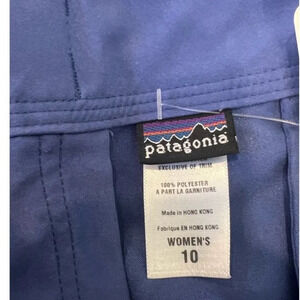 patagonia
EXCLUSIVE OF TRIM
100% POLYESTER
A PART LA GARNITURE
Made in HONG KONG
Fabriqué EN HONG KONG
WOMEN'S
10